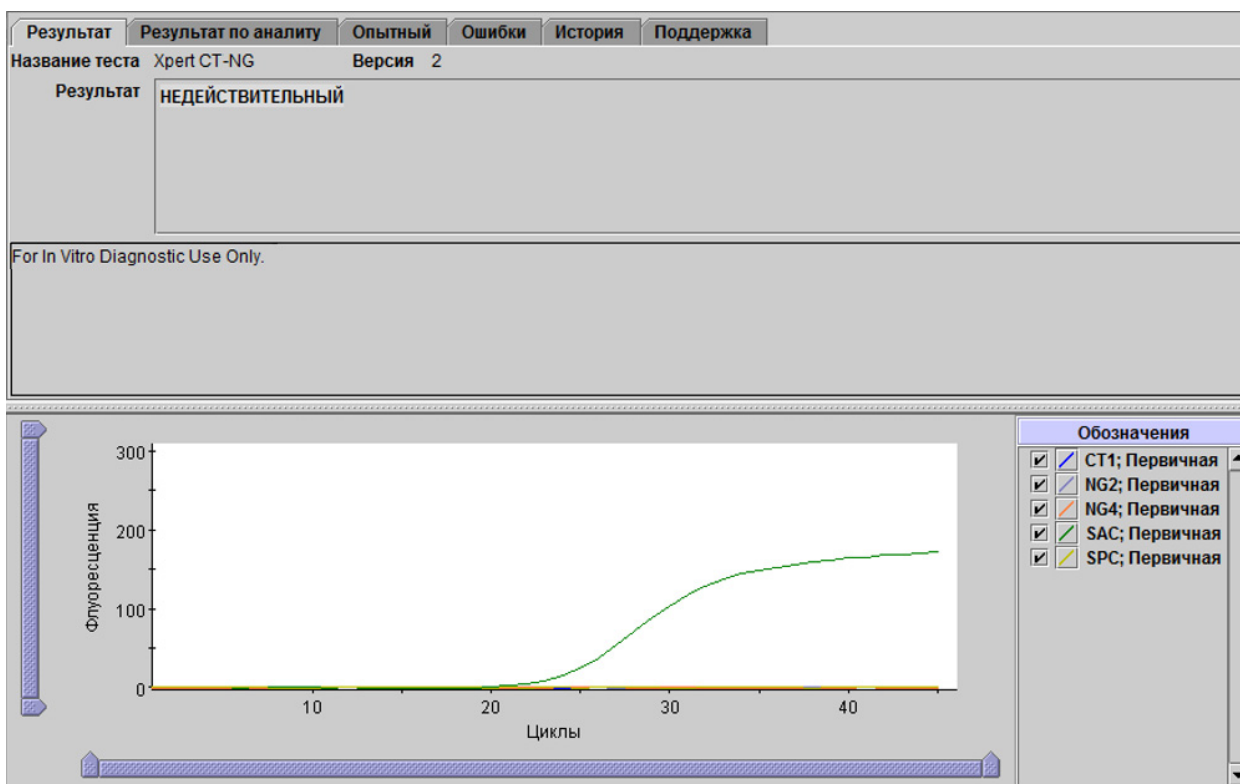 Результат Результат по аналиту Опытный Ошибки История Поддержка
Название теста Xpert CT-NG Версия 2
Результат НЕДЕЙСТВИТЕЛЬНЫЙ
For In Vitro Diagnostic Use Only.
Обозначения
CT1; Первичная
NG2; Первичная
NG4; Первичная
SAC; Первичная
SPC; Первичная
Флуоресценция
300
200
100
0
10 20 30 40
Циклы